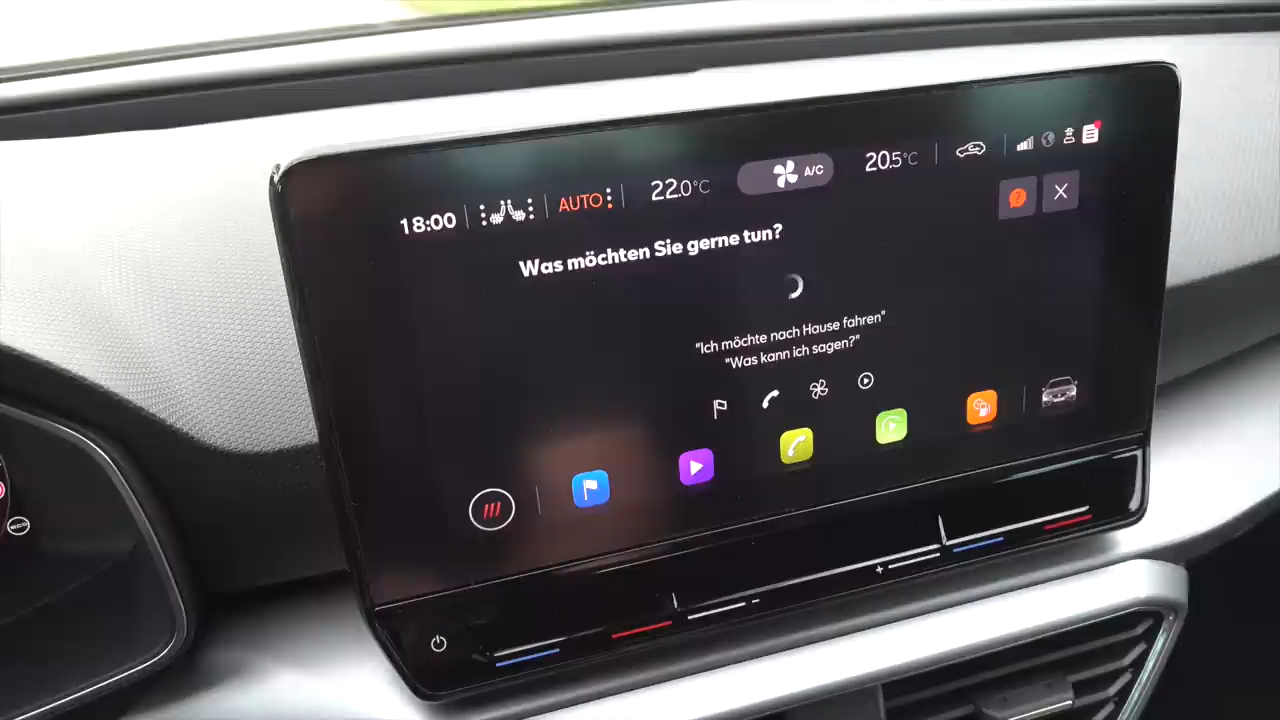 18:00 AUTO 22.0°C A/C 20.5°C
Was möchten Sie gerne tun?
"Ich möchte nach Hause fahren"
"Was kann ich sagen?"
+
-